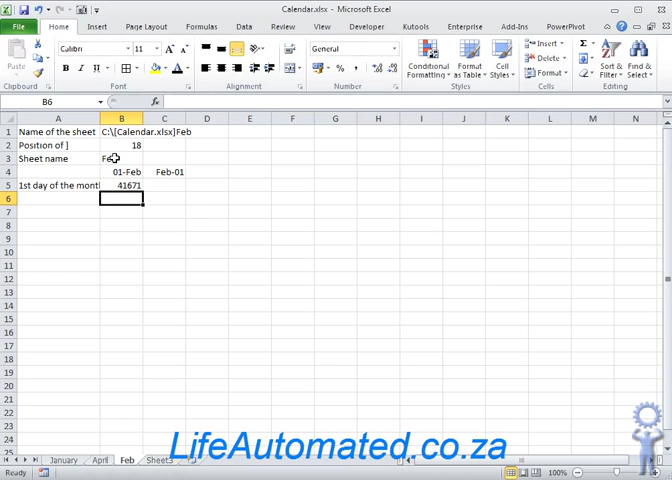 Calendar.xlsx - Microsoft Excel
File Home Insert Page Layout Formulas Data Review View Developer Kutools Enterprise Add-Ins PowerPivot
Paste
Calibri 11 General
Conditional Formatting Format as Table Cell Styles
Insert
Delete
Format
Sort & Filter Find & Select
Clipboard Font Alignment Number Styles Cells Editing
B6 fx
A B C D E F G H I J K L M N
1 Name of the sheet C:\[Calendar.xlsx]Feb
2 Position of ] 18
3 Sheet name
4 01-Feb Feb-01
5 1st day of the mont 41671
6
7
8
9
10
11
12
13
14
15
16
17
18
19
20
21
22
23
24
25
LifeAutomated.co.za
January April Feb Sheet3
Ready 100%